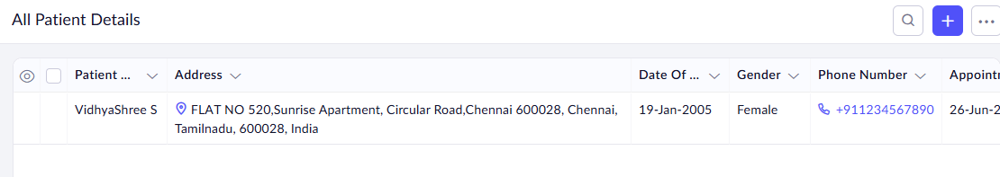 All Patient Details
Patient ... Address Date Of ... Gender Phone Number Appointn
VidhyaShree S FLAT NO 520,Sunrise Apartment, Circular Road,Chennai 600028, Chennai, 19-Jan-2005 Female +911234567890 26-Jun-2
Tamilnadu, 600028, India